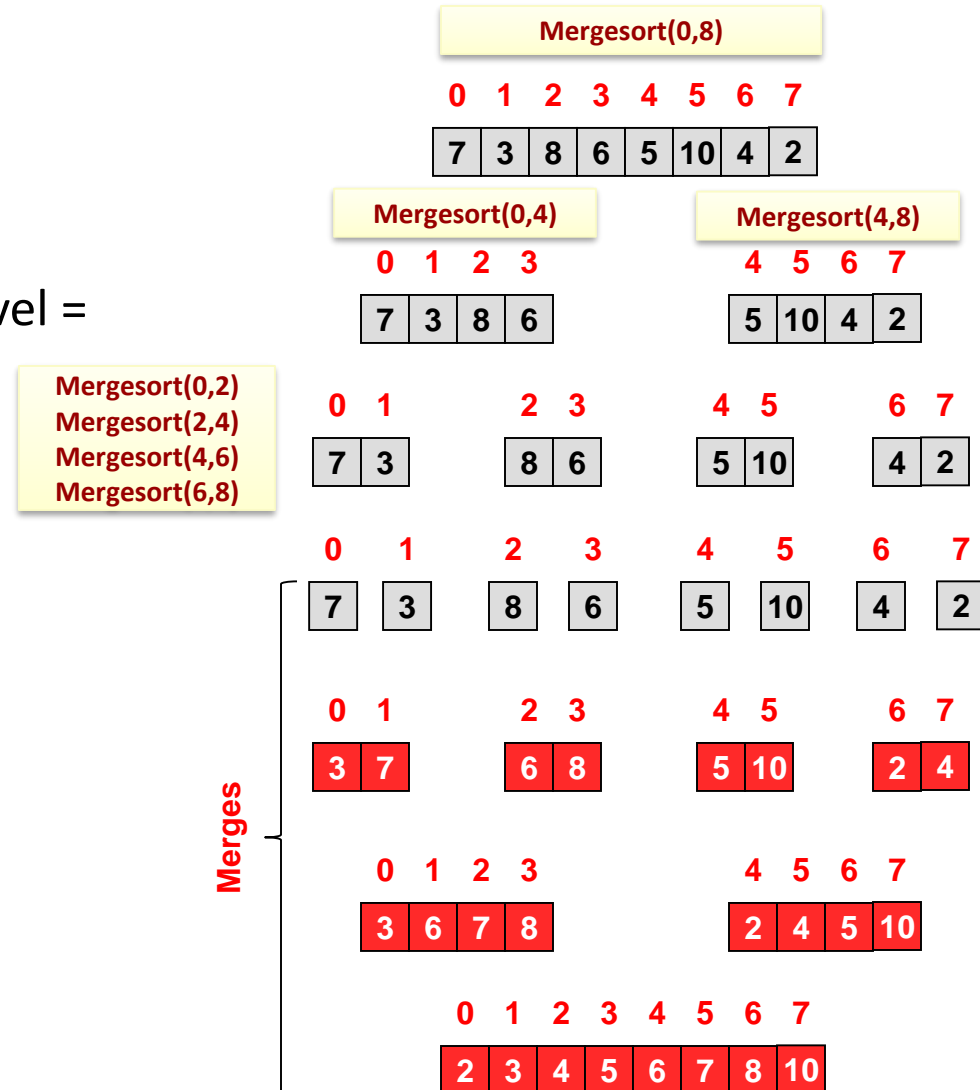 Mergesort(0,8)
0 1 2 3 4 5 6 7
7 3 8 6 5 10 4 2
Mergesort(0,4) Mergesort(4,8)
0 1 2 3 4 5 6 7
vel =
7 3 8 6 5 10 4 2
Mergesort(0,2)
Mergesort(2,4)
Mergesort(4,6)
Mergesort(6,8)
0 1 2 3 4 5 6 7
7 3 8 6 5 10 4 2
0 1 2 3 4 5 6 7
7 3 8 6 5 10 4 2
Merges
0 1 2 3 4 5 6 7
3 7 6 8 5 10 2 4
0 1 2 3 4 5 6 7
3 6 7 8 2 4 5 10
0 1 2 3 4 5 6 7
2 3 4 5 6 7 8 10